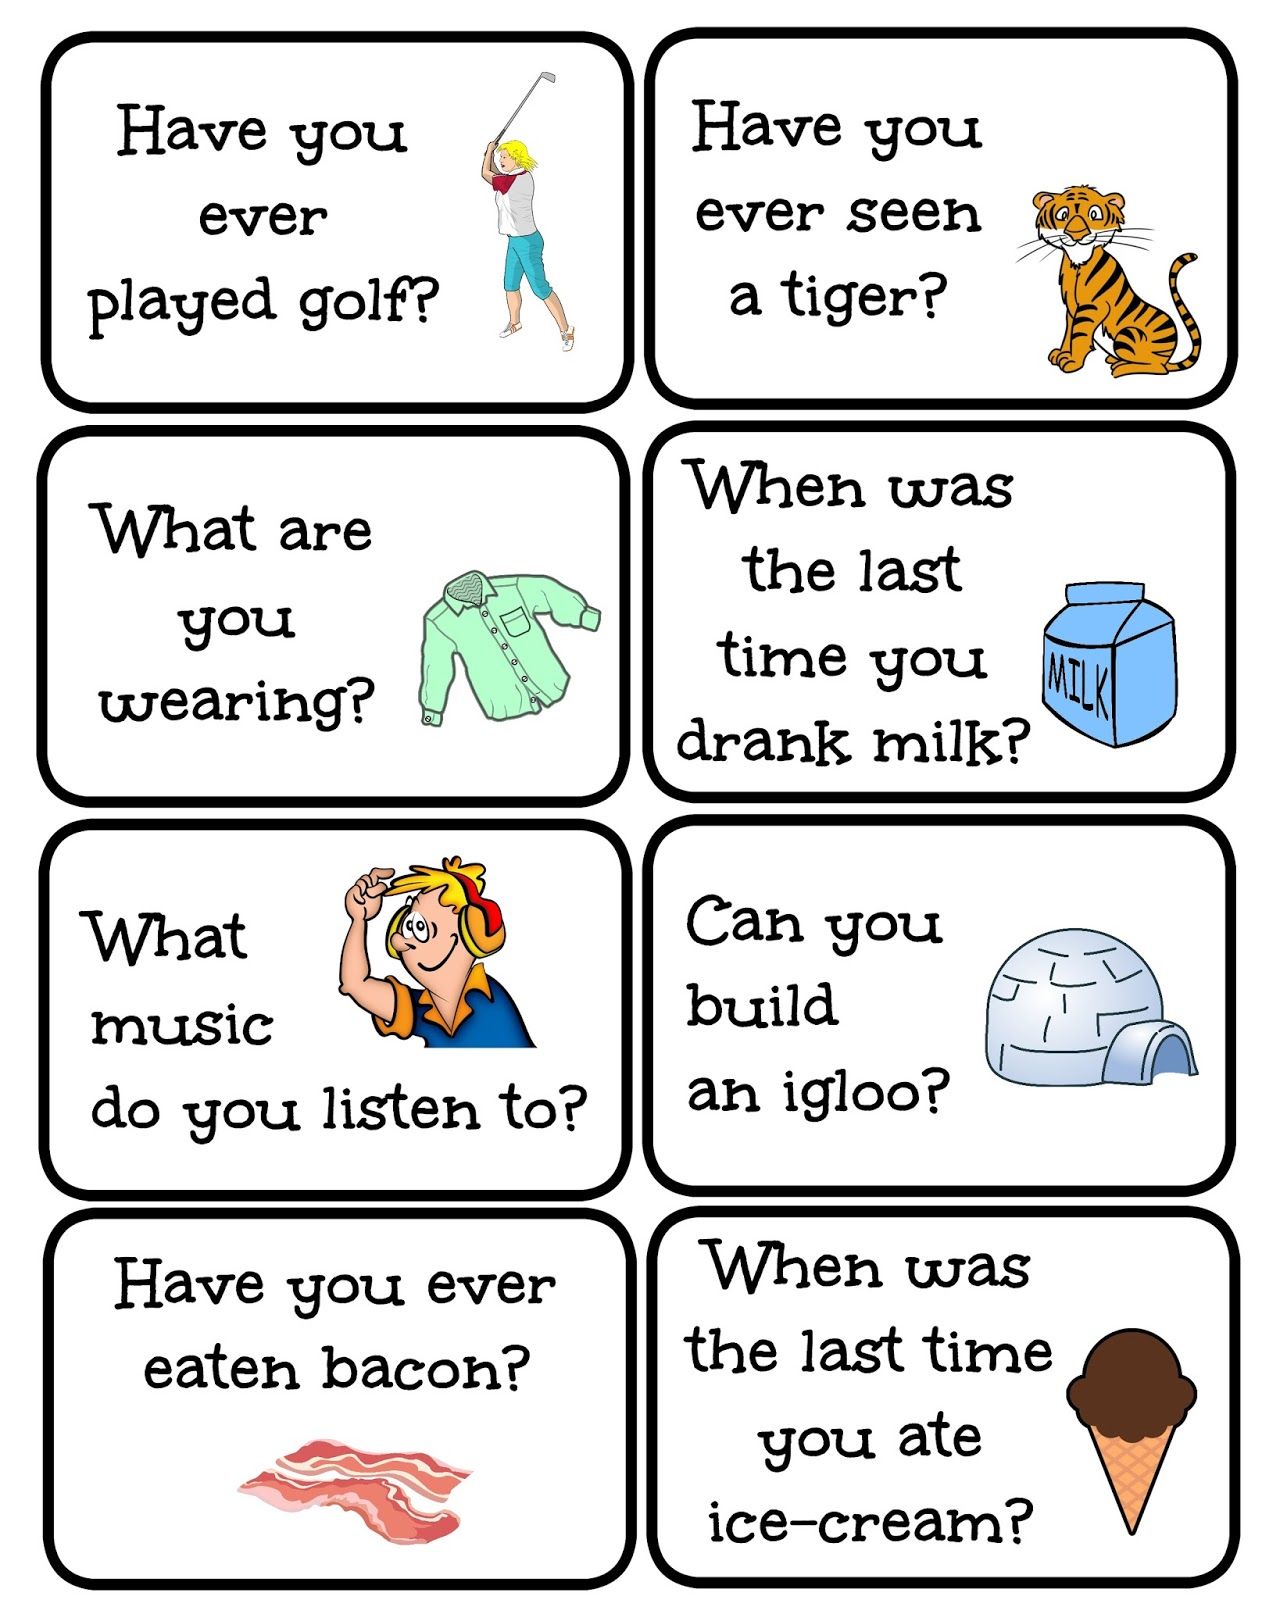 Have you
ever
played golf?
Have you
ever seen
a tiger?
What are
you
wearing?
When was
the last
time you
drank milk?
MILK
What
music
do you listen to?
Can you
build
an igloo?
Have you ever
eaten bacon?
When was
the last time
you ate
ice-cream?